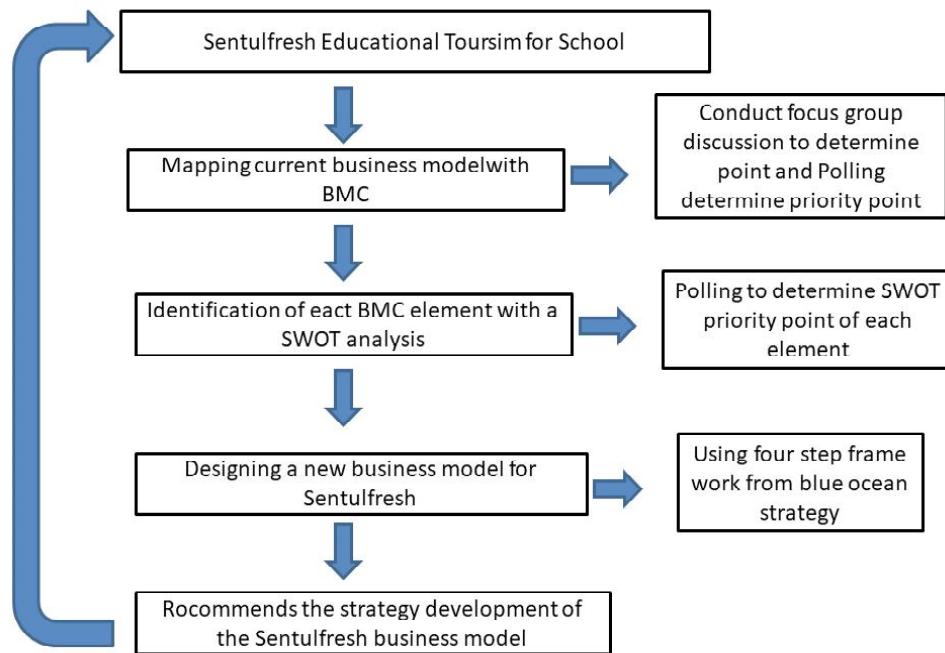 Sentulfresh Educational Toursim for School
Mapping current business modelwith
BMC
Conduct focus group
discussion to determine
point and Polling
determine priority point
Identification of eact BMC element with a
SWOT analysis
Polling to determine SWOT
priority point of each
element
Designing a new business model for
Sentulfresh
Using four step frame
work from blue ocean
strategy
Rocommends the strategy development of
the Sentulfresh business model